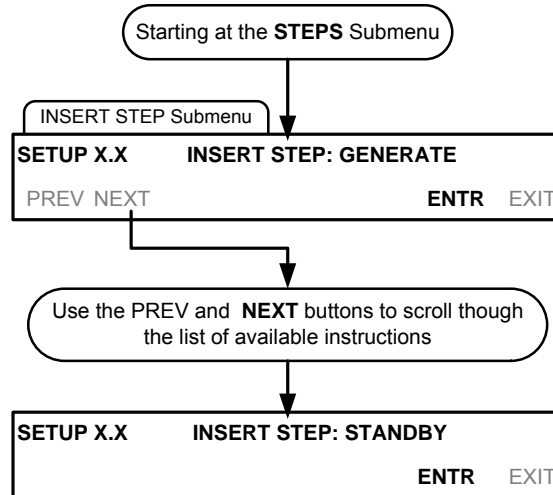 Starting at the STEPS Submenu
INSERT STEP Submenu
SETUP X.X INSERT STEP: GENERATE
PREV NEXT ENTR EXIT
Use the PREV and NEXT buttons to scroll though
the list of available instructions
SETUP X.X INSERT STEP: STANDBY
ENTR EXIT